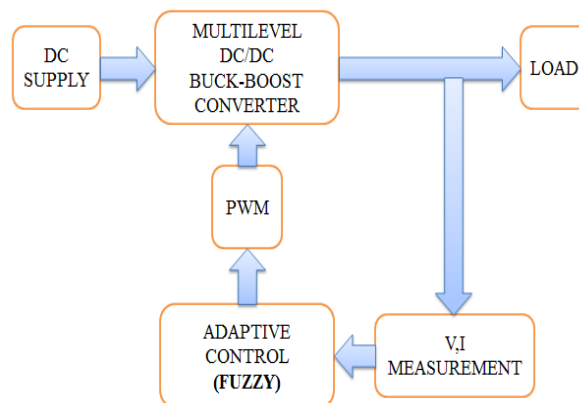 DC
SUPPLY
MULTILEVEL
DC/DC
BUCK-BOOST
CONVERTER
LOAD
PWM
ADAPTIVE
CONTROL
(FUZZY)
V,I
MEASUREMENT